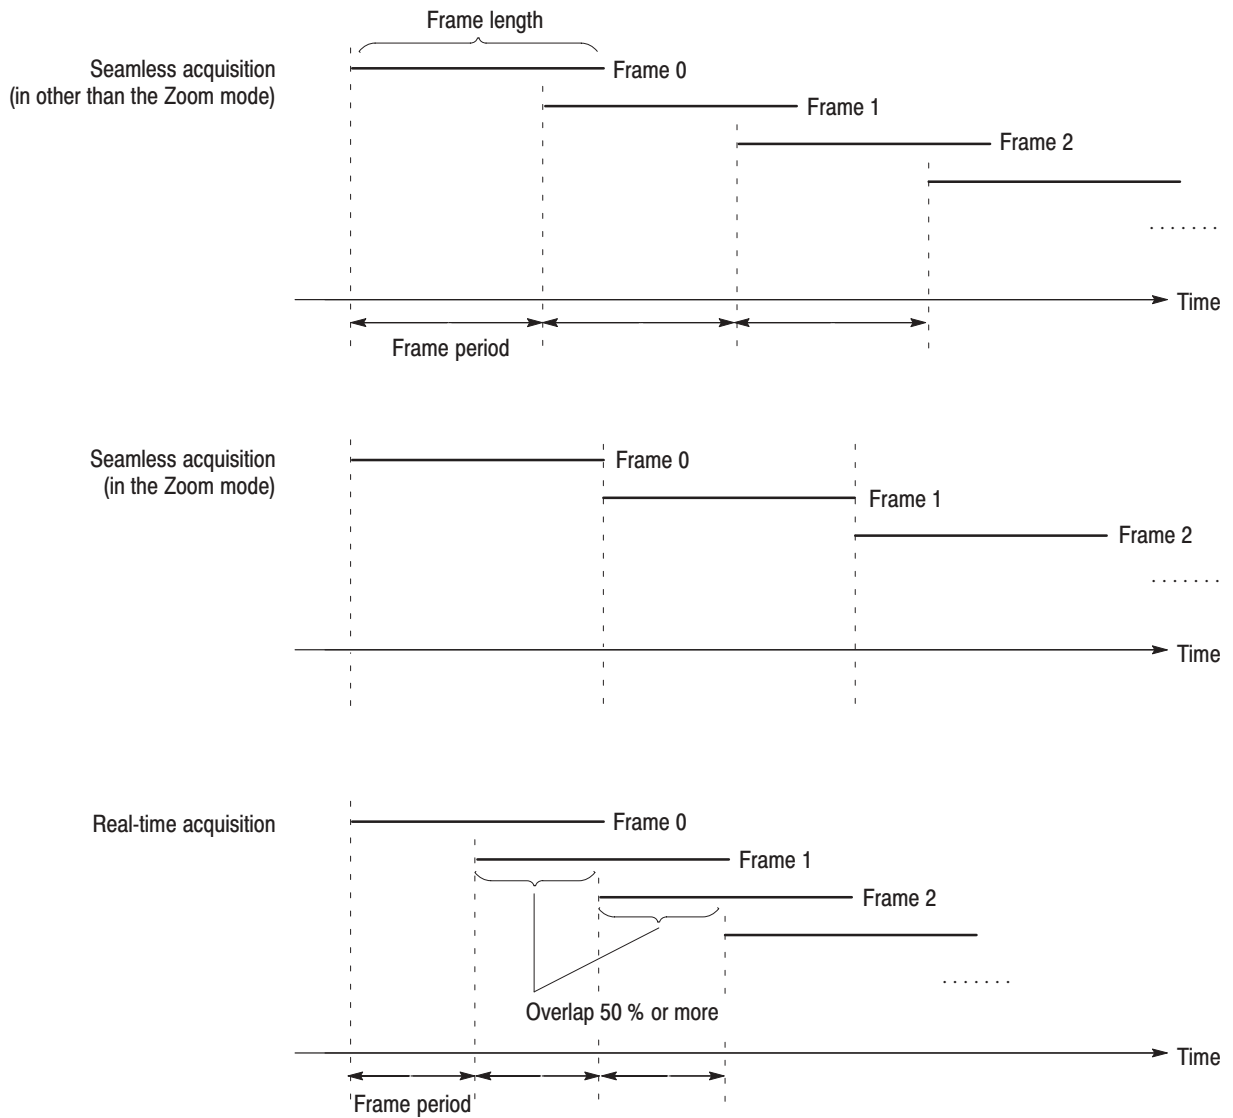 Frame length
Seamless acquisition
(in other than the Zoom mode)
Frame 0
Frame 1
Frame 2
. . . . . . .
Time
Frame period
Seamless acquisition
(in the Zoom mode)
Frame 0
Frame 1
Frame 2
. . . . . . .
Time
Real-time acquisition
Frame 0
Frame 1
Frame 2
. . . . . . .
Overlap 50 % or more
Time
Frame period